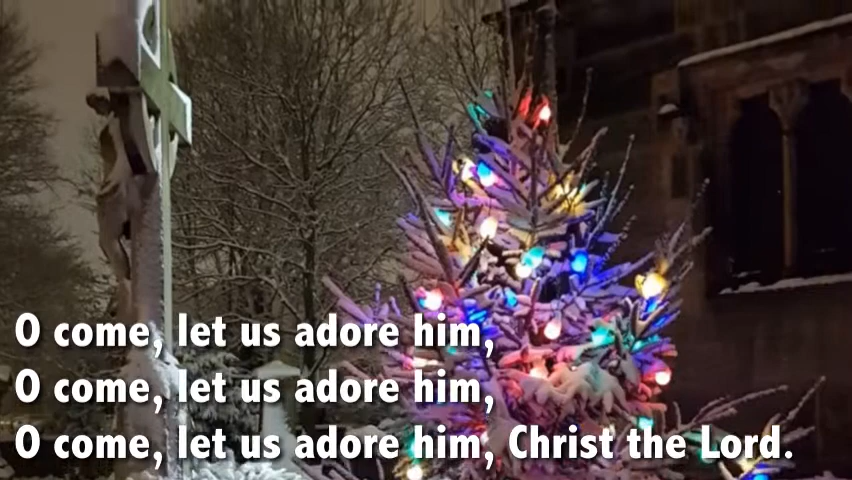 O come, let us adore him,
O come, let us adore him,
O come, let us adore him, Christ the Lord.